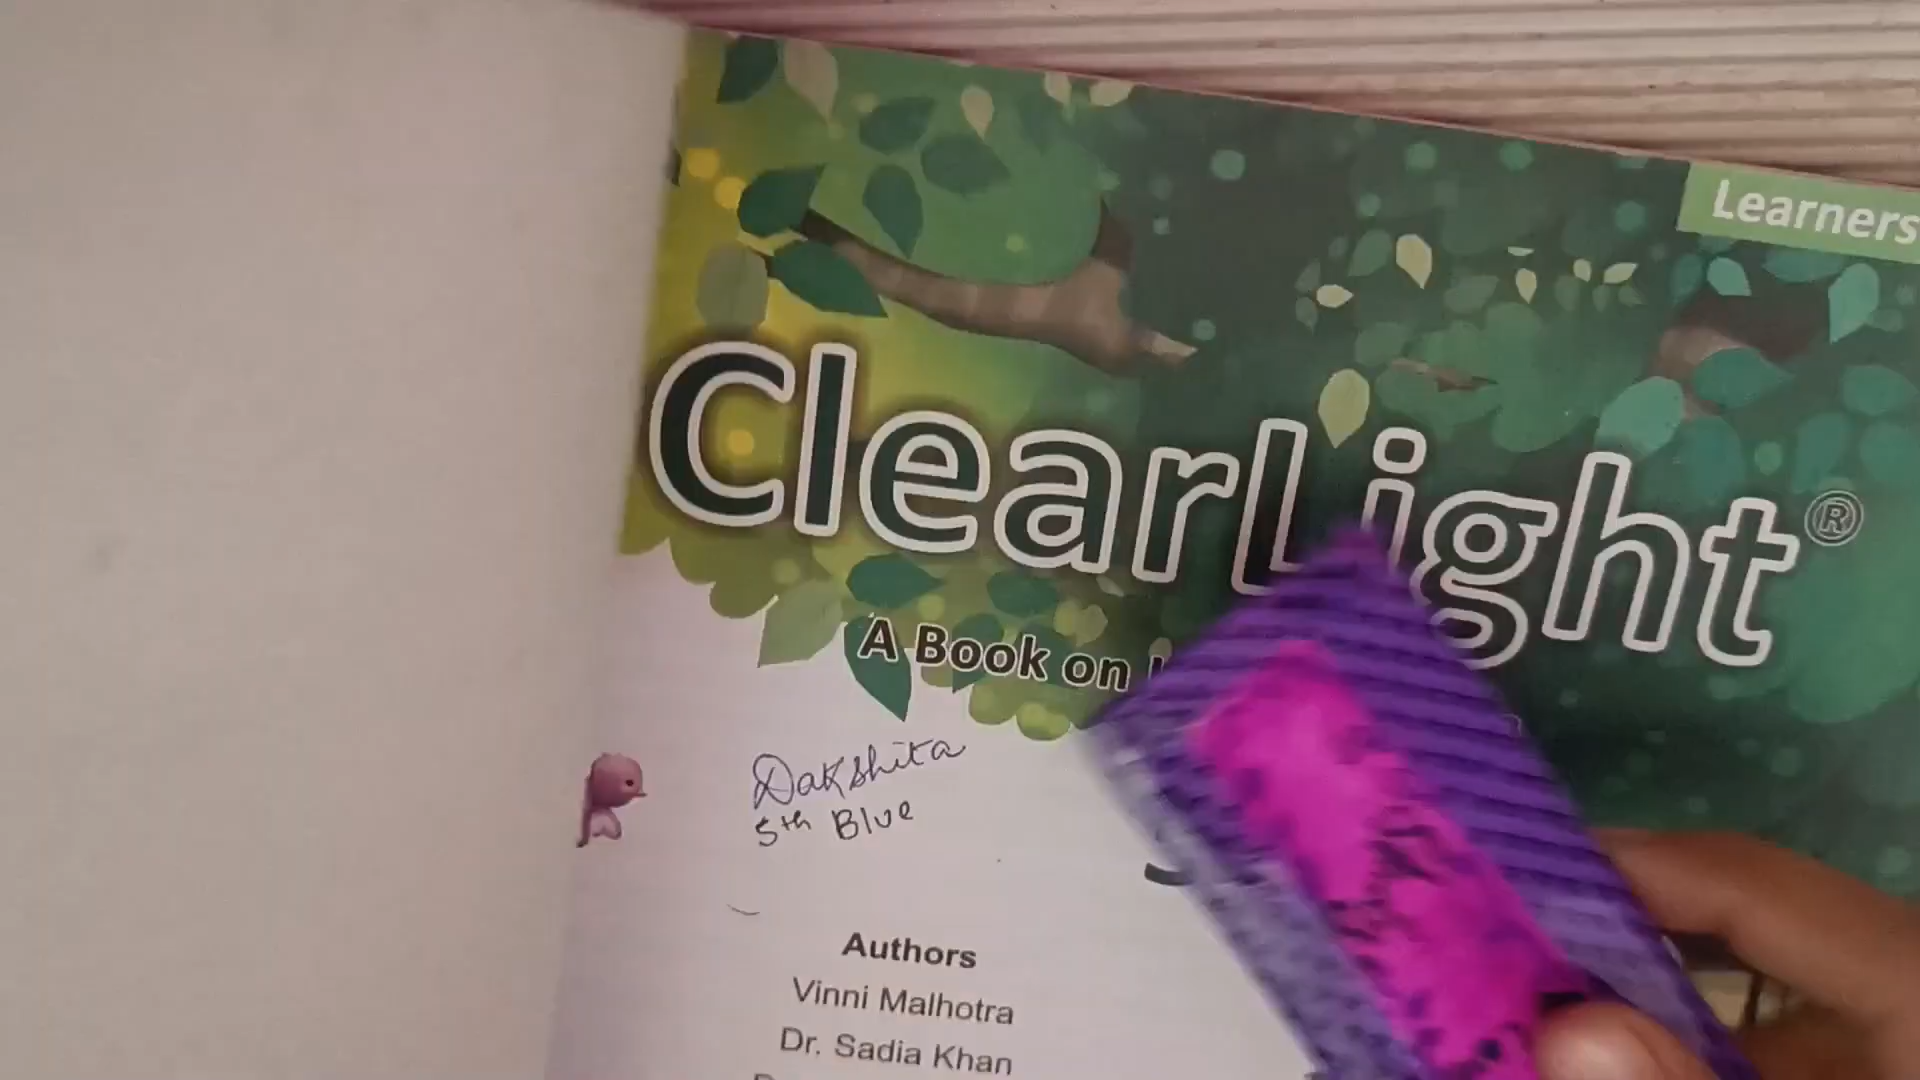 Learners
ClearLight®
A Book on
Dakshita
5th Blue
Authors
Vinni Malhotra
Dr. Sadia Khan